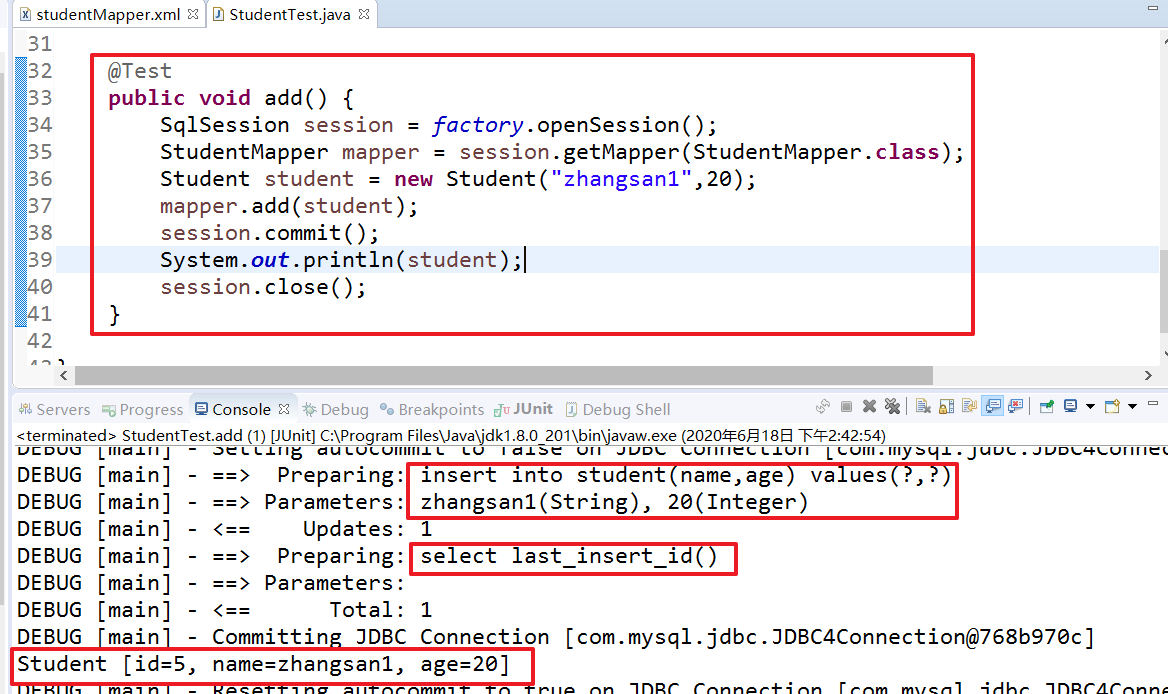 studentMapper.xml StudentTest.java
31
32 @Test
33 public void add() {
34 SqlSession session = factory.openSession();
35 StudentMapper mapper = session.getMapper(StudentMapper.class);
36 Student student = new Student("zhangsan1",20);
37 mapper.add(student);
38 session.commit();
39 System.out.println(student);
40 session.close();
41 }
42
Servers Progress Console Debug Breakpoints JUnit Debug Shell
<terminated> StudentTest.add (1) [JUnit] C:\Program Files\Java\jdk1.8.0_201\bin\javaw.exe (2020年6月18日 下午2:42:54)
DEBUG [main] - Setting autocommit to false on JDBC Connection [com.mysql.jdbc.JDBC4Connec
DEBUG [main] - ==>  Preparing: insert into student(name,age) values(?,?)
DEBUG [main] - ==> Parameters: zhangsan1(String), 20(Integer)
DEBUG [main] - <==    Updates: 1
DEBUG [main] - ==>  Preparing: select last_insert_id()
DEBUG [main] - ==> Parameters:
DEBUG [main] - <==      Total: 1
DEBUG [main] - Committing JDBC Connection [com.mysql.jdbc.JDBC4Connection@768b970c]
Student [id=5, name=zhangsan1, age=20]
DEBUG [main] - Resetting autocommit to true on JDBC Connection [com.mysql.jdbc.JDBC4Conne